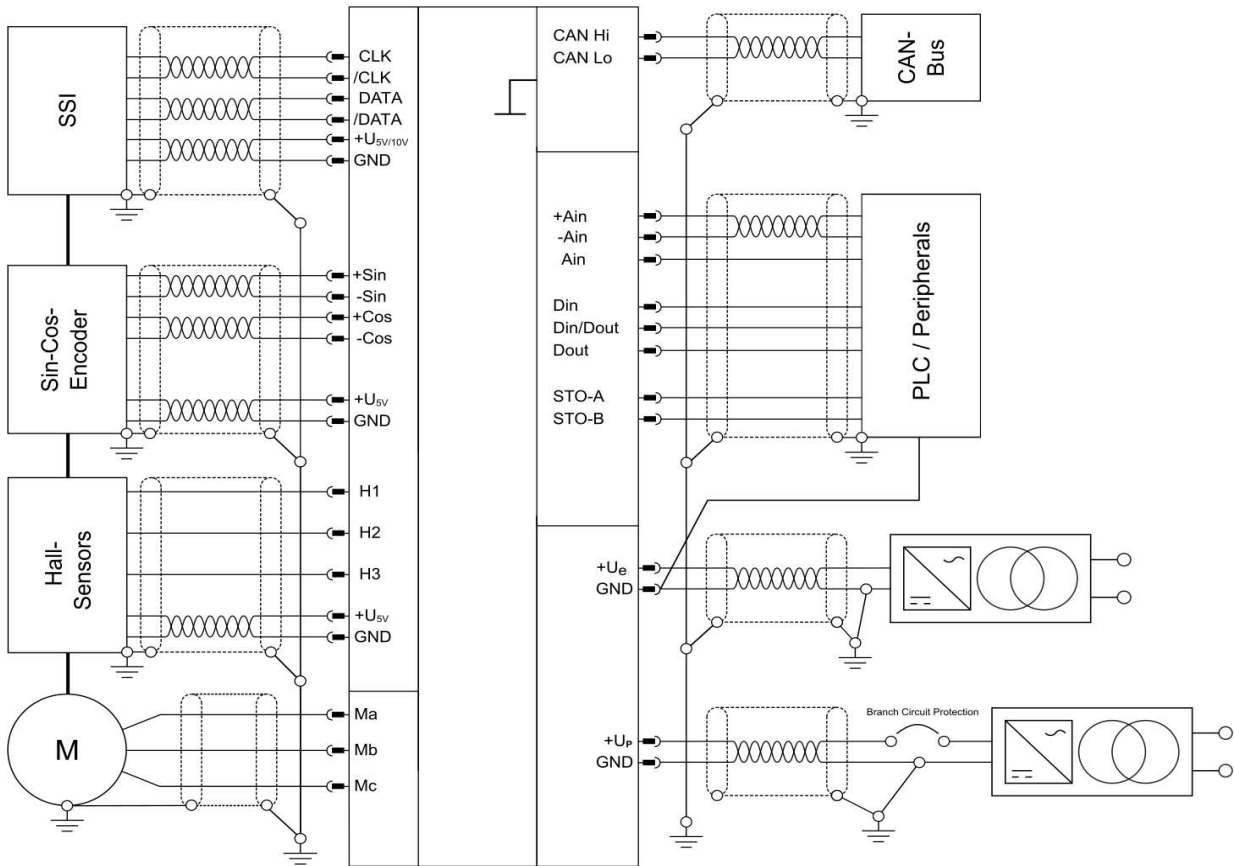 SSI
CLK
/CLK
DATA
/DATA
+U5V/10V
GND
Sin-Cos-
Encoder
+Sin
-Sin
+Cos
-Cos
+U5V
GND
Hall-
Sensors
H1
H2
H3
+U5V
GND
M
Ma
Mb
Mc
CAN Hi
CAN Lo
CAN-
Bus
+Ain
-Ain
Ain
Din
Din/Dout
Dout
STO-A
STO-B
PLC / Peripherals
+Ue
GND
Branch Circuit Protection
+UP
GND